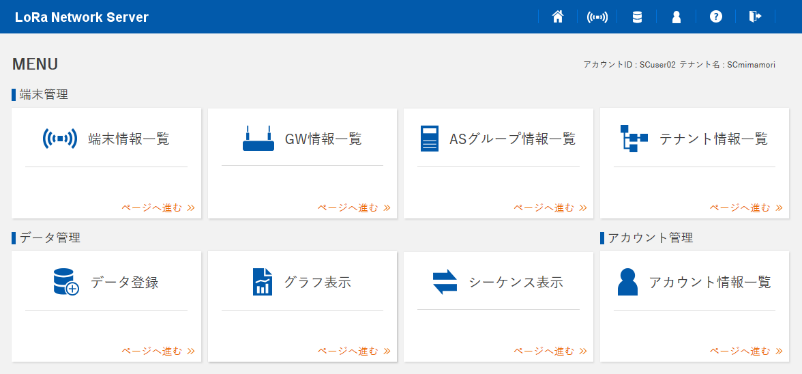 LoRa Network Server
MENU
アカウントID : SCuser02 テナント名 : SCmimamori
端末管理
端末情報一覧
GW情報一覧
ASグループ情報一覧
テナント情報一覧
ページへ進む
ページへ進む
ページへ進む
ページへ進む
データ管理
アカウント管理
データ登録
グラフ表示
シーケンス表示
アカウント情報一覧
ページへ進む
ページへ進む
ページへ進む
ページへ進む